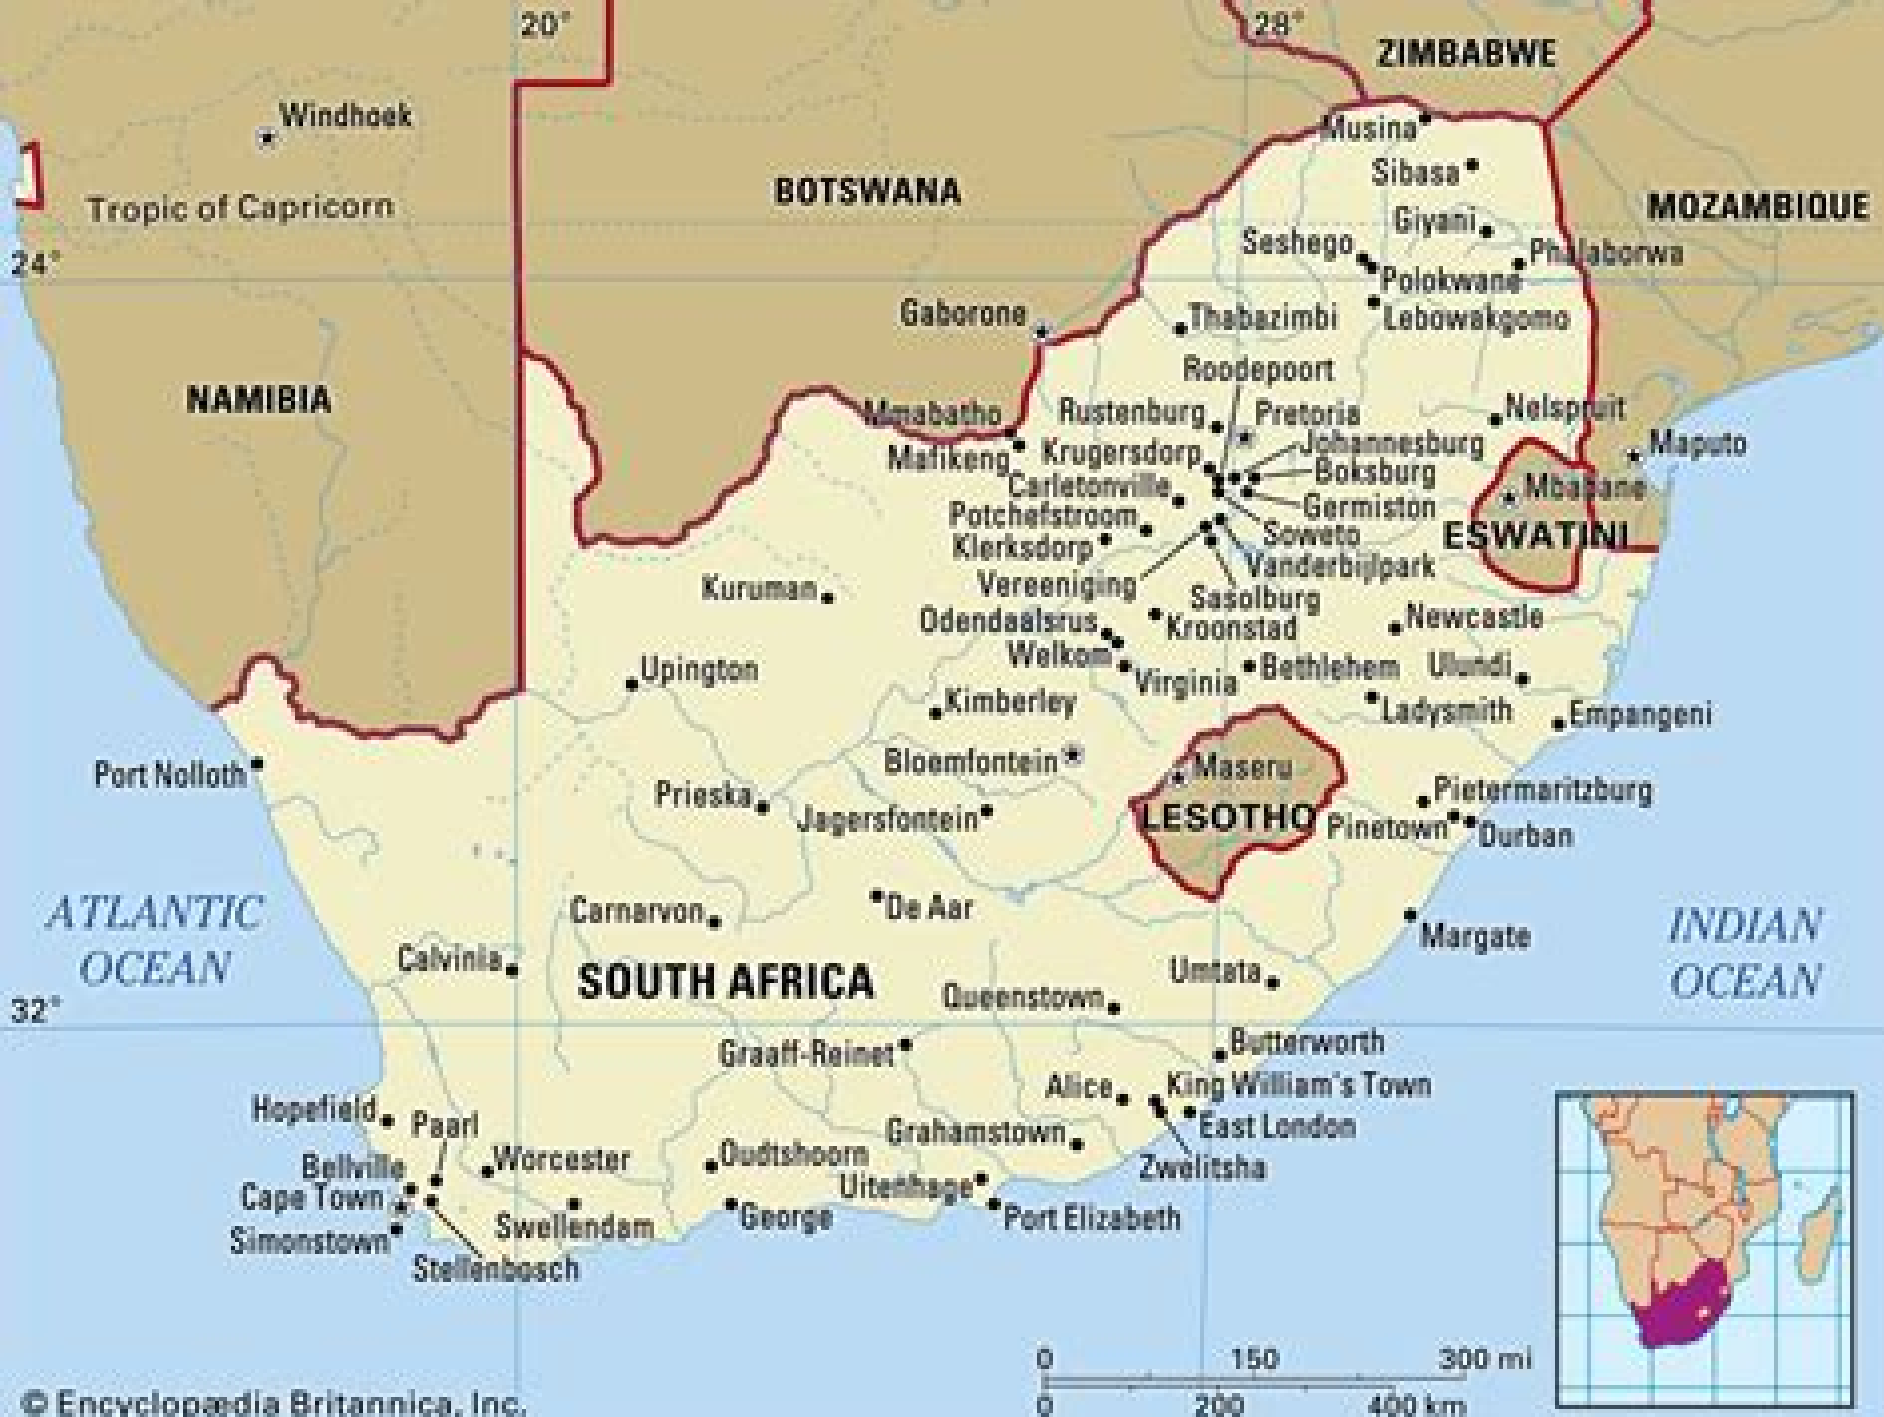 20°
28°
ZIMBABWE
Windhoek
Musina
Sibasa
BOTSWANA
Tropic of Capricorn
MOZAMBIQUE
Giyani
Seshego
Phalaborwa
24°
Polokwane
Gaborone
Thabazimbi
Lebowakgomo
Roodepoort
NAMIBIA
Mmabatho
Rustenburg
Pretoria
Nelspruit
Johannesburg
Maputo
Mafikeng
Krugersdorp
Boksburg
Carletonville
Mbabane
Germiston
Potchefstroom
Soweto
ESWATINI
Klerksdorp
Vanderbijlpark
Vereeniging
Kuruman
Sasolburg
Odendaalsrus
Kroonstad
Newcastle
Welkom
Upington
Virginia
Bethlehem
Ulundi
Kimberley
Ladysmith
Empangeni
Bloemfontein
Maseru
Port Nolloth
Prieska
Pietermaritzburg
Jagersfontein
LESOTHO
Pinetown
Durban
ATLANTIC
OCEAN
Carnarvon
De Aar
Margate
INDIAN
OCEAN
Calvinia
SOUTH AFRICA
Umtata
Queenstown
32°
Graaff-Reinet
Butterworth
Alice
King William's Town
Hopefield
Paarl
Grahamstown
East London
Worcester
Oudtshoorn
Zwelitsha
Bellville
Cape Town
Uitenhage
Swellendam
George
Port Elizabeth
Simonstown
Stellenbosch
0 150 300 mi
0 200 400 km
© Encyclopædia Britannica, Inc.